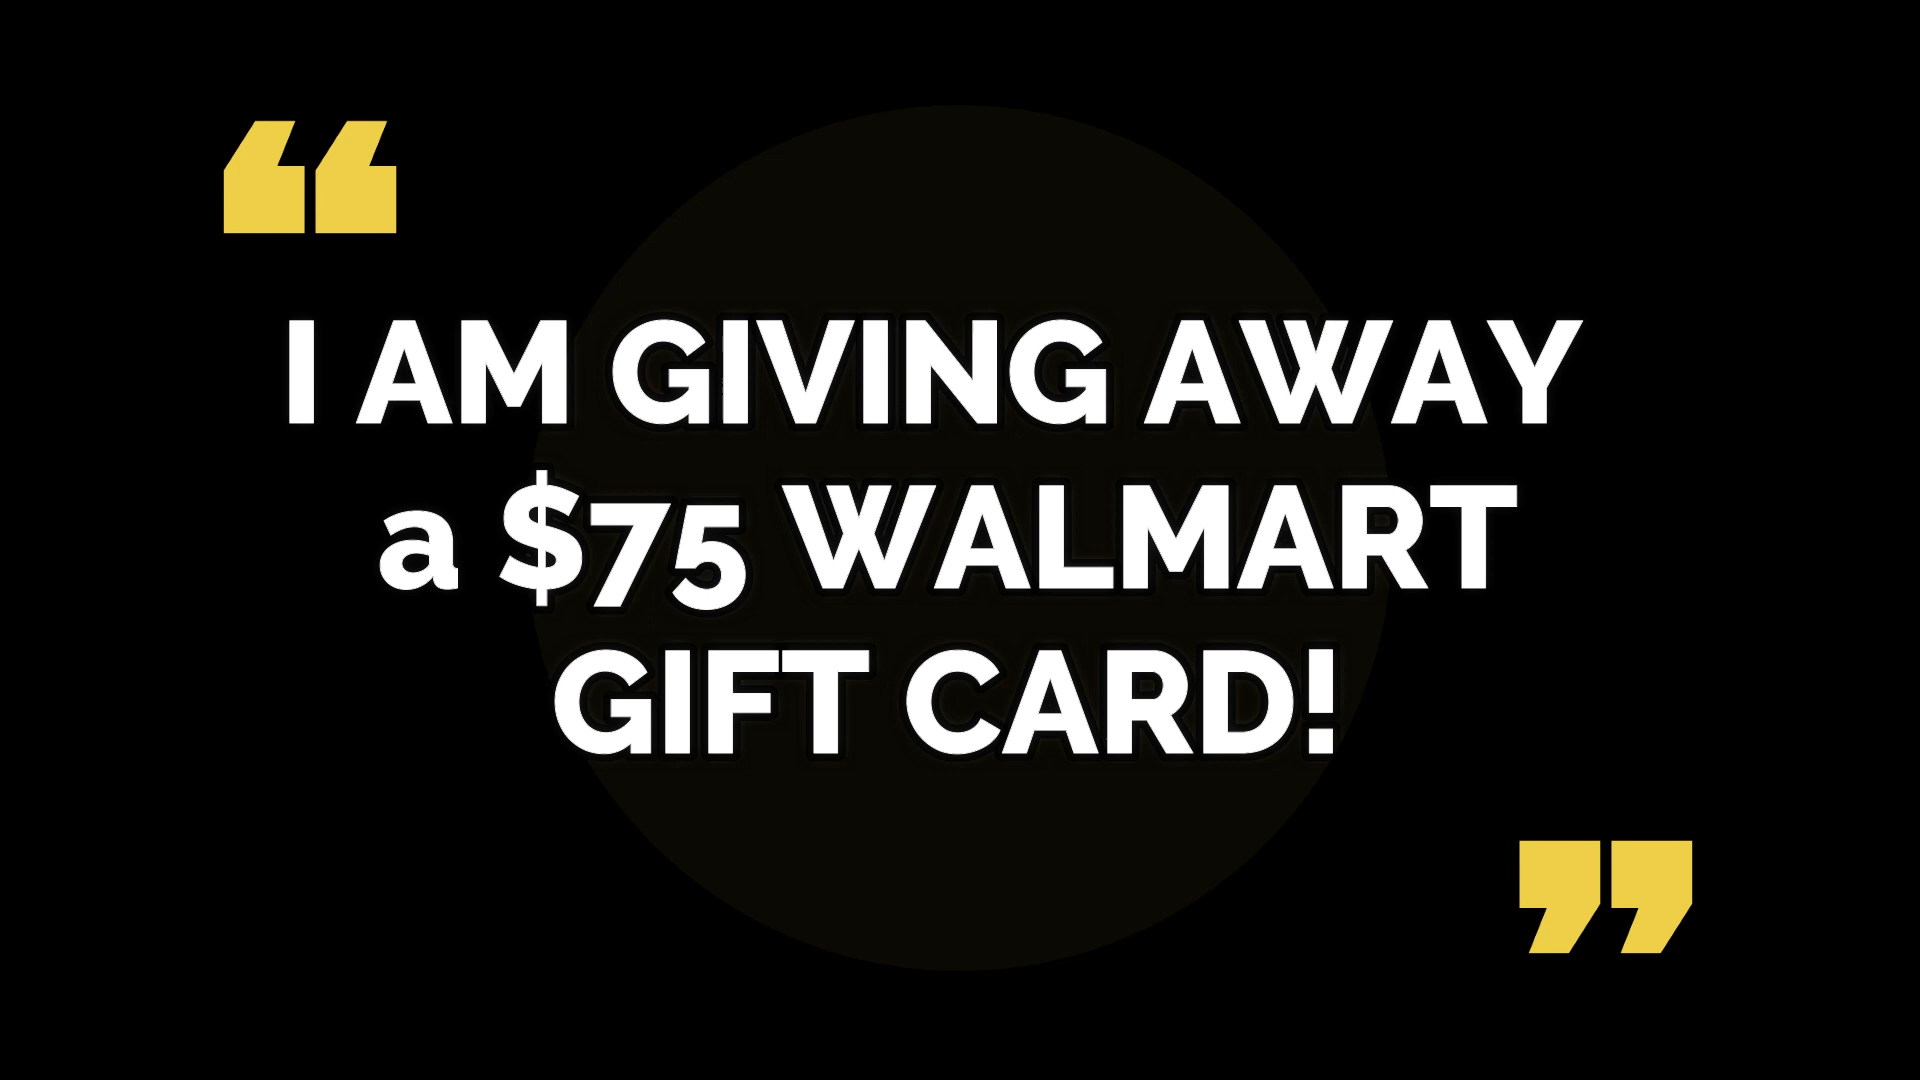 “
I AM GIVING AWAY
a $75 WALMART
GIFT CARD!
”